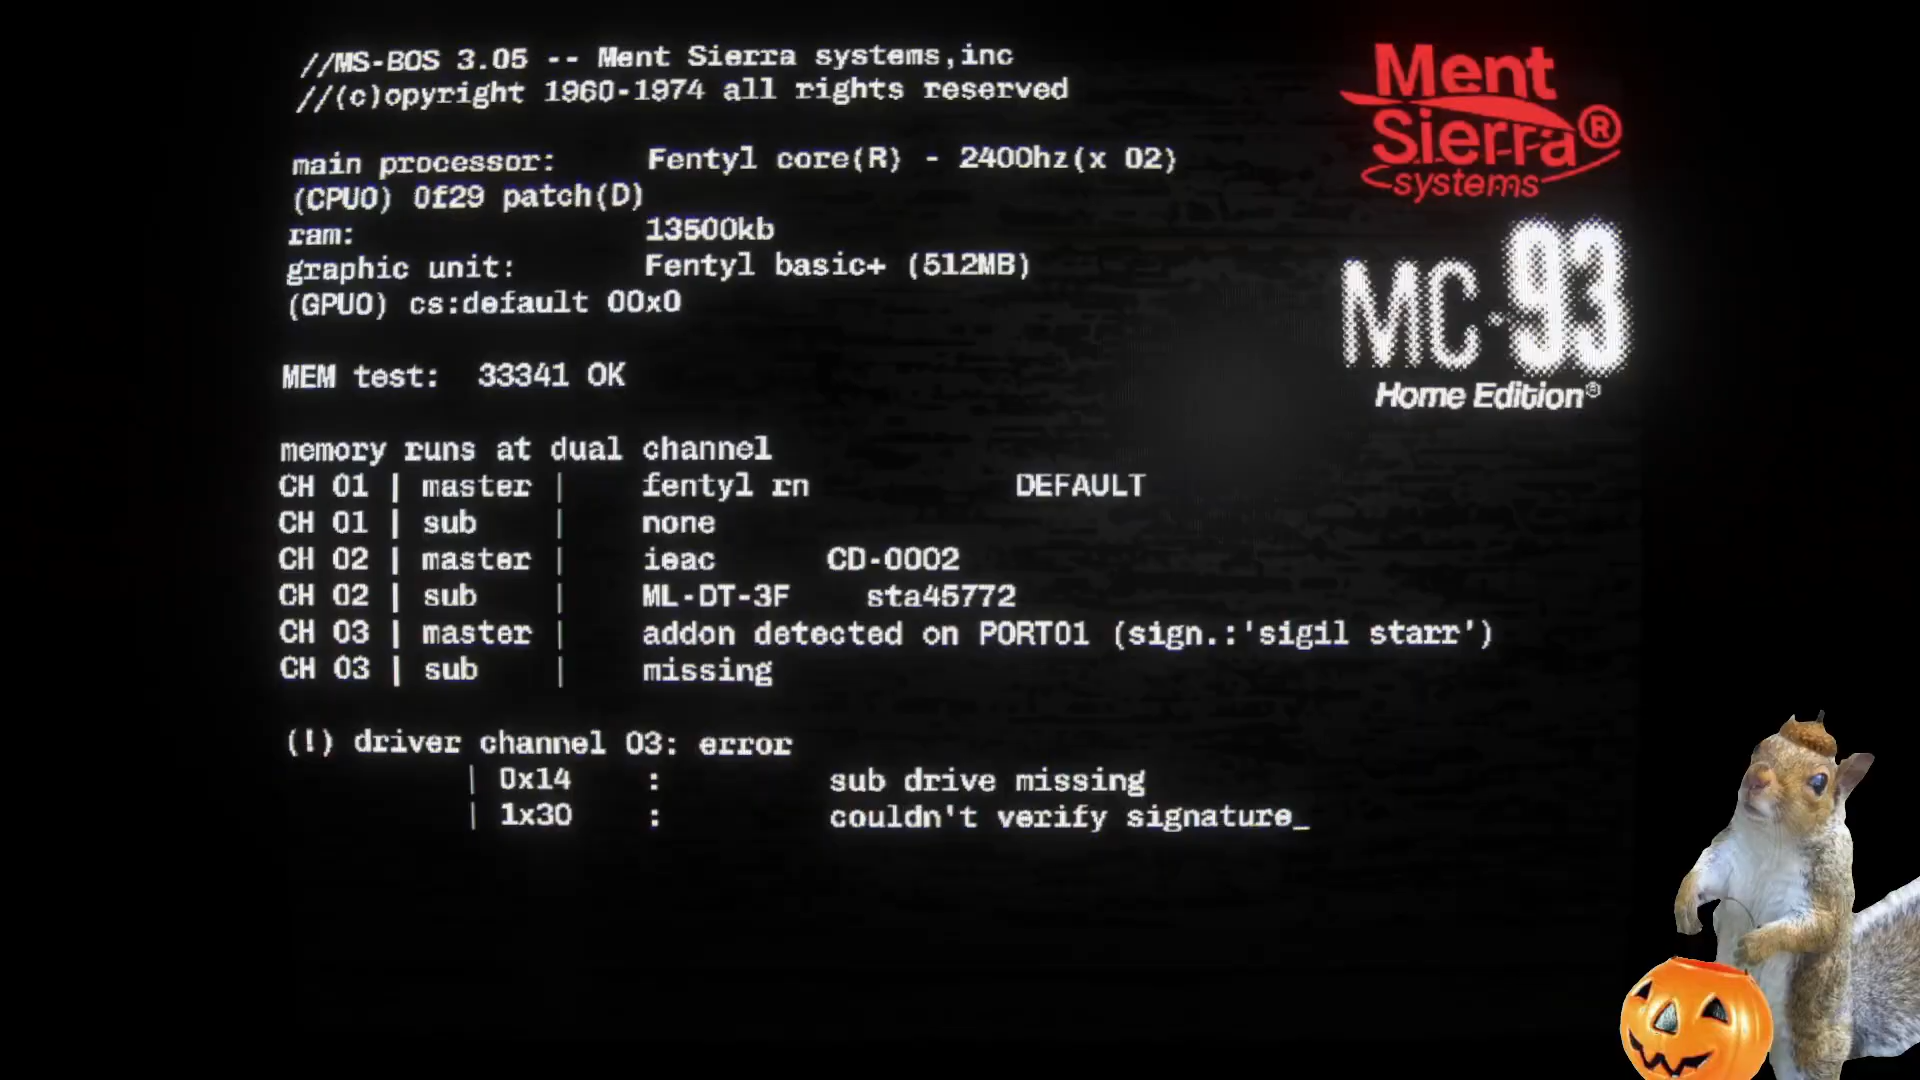 //MS-BOS 3.05 -- Ment Sierra systems,inc
//(c)opyright 1960-1974 all rights reserved
Ment
Sierra®
systems
main processor: Fentyl core(R) - 2400hz(x 02)
(CPU0) 0f29 patch(D)
ram: 13500kb
graphic unit: Fentyl basic+ (512MB)
(GPU0) cs:default 00x0
MC-93
Home Edition®
MEM test: 33341 OK
memory runs at dual channel
CH 01 | master | fentyl rn DEFAULT
CH 01 | sub | none
CH 02 | master | ieac CD-0002
CH 02 | sub | ML-DT-3F sta45772
CH 03 | master | addon detected on PORT01 (sign.:'sigil starr')
CH 03 | sub | missing
(!) driver channel 03: error
| 0x14 : sub drive missing
| 1x30 : couldn't verify signature_